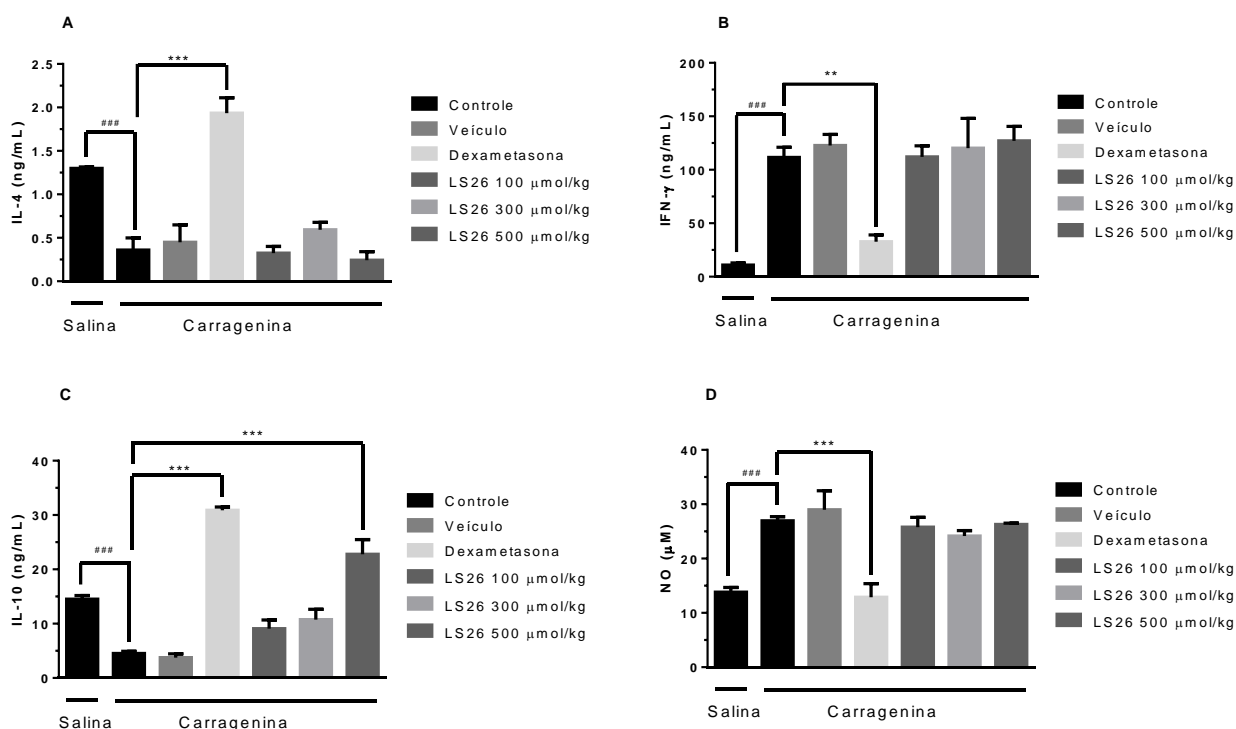 A
IL-4 (ng/mL)
2.5
2.0
1.5
1.0
0.5
0.0
###
***
Salina
Carragenina
Controle
Veículo
Dexametasona
LS26 100 μmol/kg
LS26 300 μmol/kg
LS26 500 μmol/kg
B
IFN-γ (ng/mL)
200
150
100
50
0
###
**
Salina
Carragenina
Controle
Veículo
Dexametasona
LS26 100 μmol/kg
LS26 300 μmol/kg
LS26 500 μmol/kg
C
IL-10 (ng/mL)
40
30
20
10
0
###
***
***
Salina
Carragenina
Controle
Veículo
Dexametasona
LS26 100 μmol/kg
LS26 300 μmol/kg
LS26 500 μmol/kg
D
NO (μM)
40
30
20
10
0
###
***
Salina
Carragenina
Controle
Veículo
Dexametasona
LS26 100 μmol/kg
LS26 300 μmol/kg
LS26 500 μmol/kg